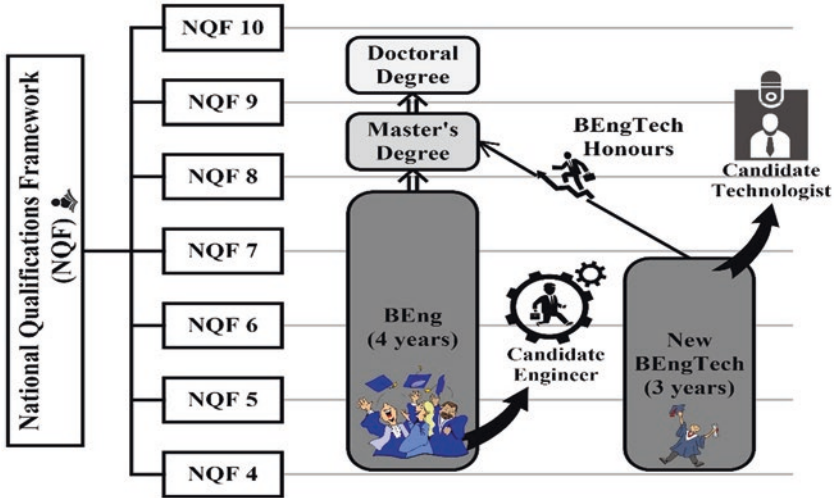 National Qualifications Framework
(NQF)
NQF 10
NQF 9
NQF 8
NQF 7
NQF 6
NQF 5
NQF 4
Doctoral
Degree
Master's
Degree
BEng
(4 years)
Candidate
Engineer
BEngTech
Honours
Candidate
Technologist
New
BEngTech
(3 years)